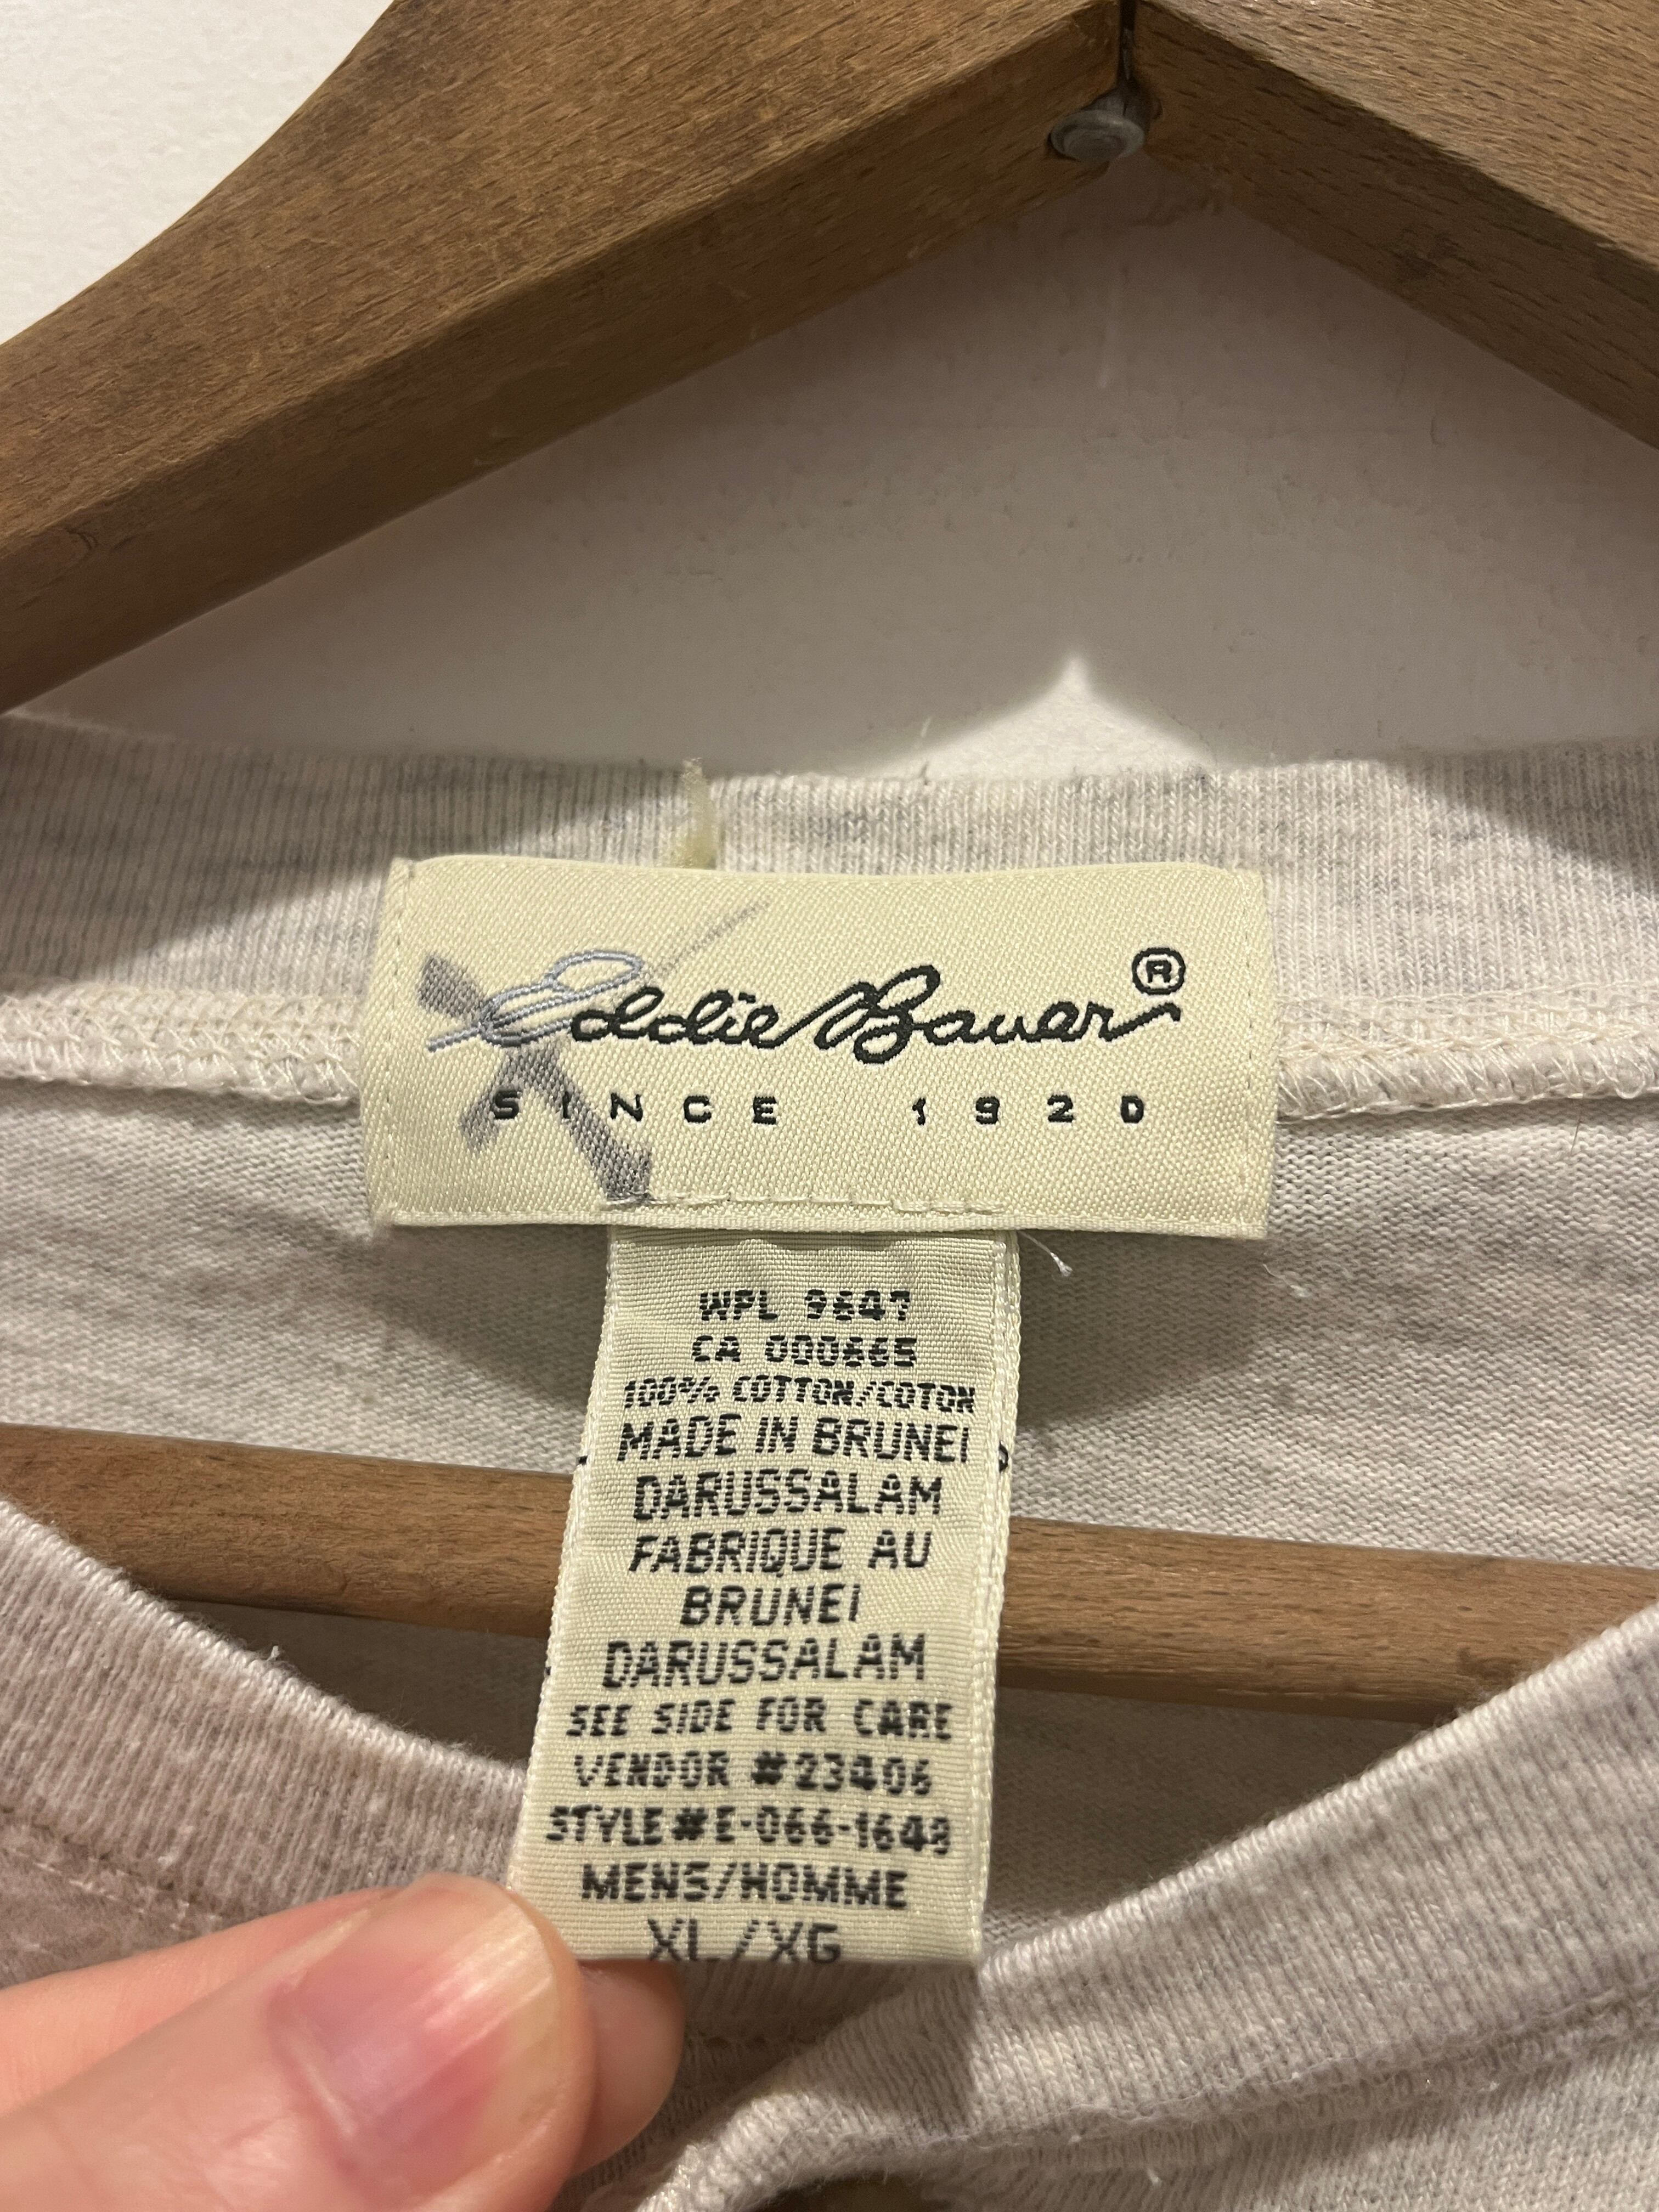 Eddie Bauer®
SINCE 1920
WPL 9647
CA 000665
100% COTTON/COTON
MADE IN BRUNEI
DARUSSALAM
FABRIQUE AU
BRUNEI
DARUSSALAM
SEE SIDE FOR CARE
VENDOR #23406
STYLE#E-066-1648
MENS/HOMME
XL/XG